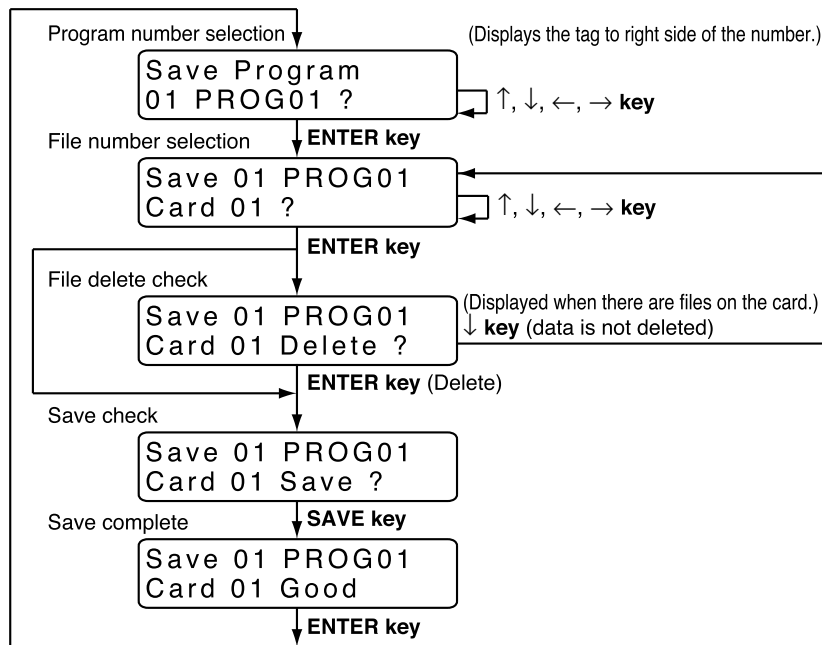 Program number selection
(Displays the tag to right side of the number.)
Save Program
01 PROG01 ?
↑, ↓, ←, → key
ENTER key
File number selection
Save 01 PROG01
Card 01 ?
↑, ↓, ←, → key
ENTER key
File delete check
(Displayed when there are files on the card.)
Save 01 PROG01
Card 01 Delete ?
↓ key (data is not deleted)
ENTER key (Delete)
Save check
Save 01 PROG01
Card 01 Save ?
SAVE key
Save complete
Save 01 PROG01
Card 01 Good
ENTER key